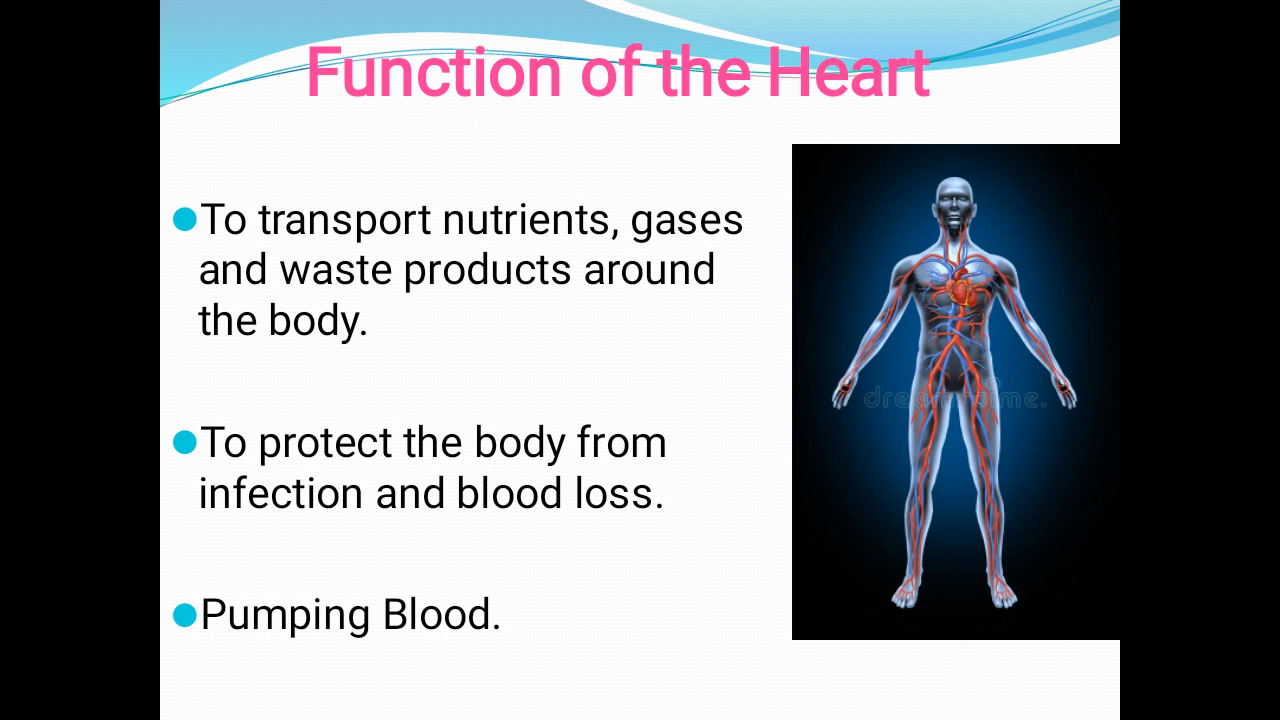 Function of the Heart
To transport nutrients, gases
and waste products around
the body.
To protect the body from
infection and blood loss.
Pumping Blood.